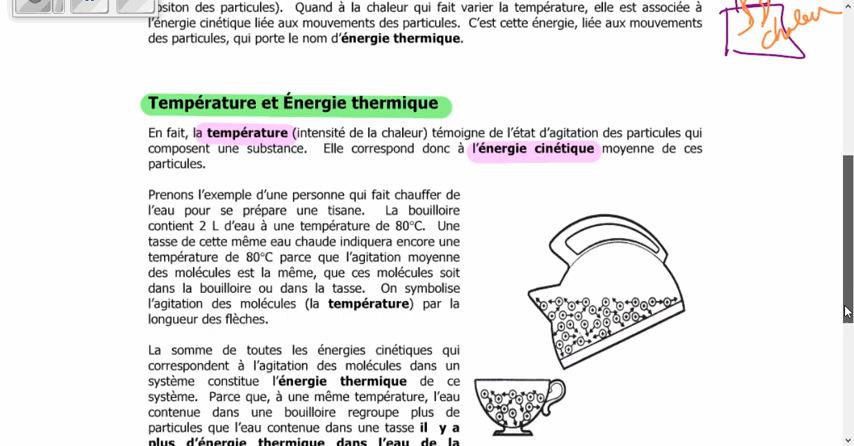 positon des particules). Quand à la chaleur qui fait varier la température, elle est associée à
l'énergie cinétique liée aux mouvements des particules. C'est cette énergie, liée aux mouvements
des particules, qui porte le nom d'énergie thermique.
chaleur
Température et Énergie thermique
En fait, la température (intensité de la chaleur) témoigne de l'état d'agitation des particules qui
composent une substance. Elle correspond donc à l'énergie cinétique moyenne de ces
particules.
Prenons l'exemple d'une personne qui fait chauffer de
l'eau pour se prépare une tisane. La bouilloire
contient 2 L d'eau à une température de 80°C. Une
tasse de cette même eau chaude indiquera encore une
température de 80°C parce que l'agitation moyenne
des molécules est la même, que ces molécules soit
dans la bouilloire ou dans la tasse. On symbolise
l'agitation des molécules (la température) par la
longueur des flèches.
La somme de toutes les énergies cinétiques qui
correspondent à l'agitation des molécules dans un
système constitue l'énergie thermique de ce
système. Parce que, à une même température, l'eau
contenue dans une bouilloire regroupe plus de
particules que l'eau contenue dans une tasse il y a
plus d'énergie thermique dans l'eau de la